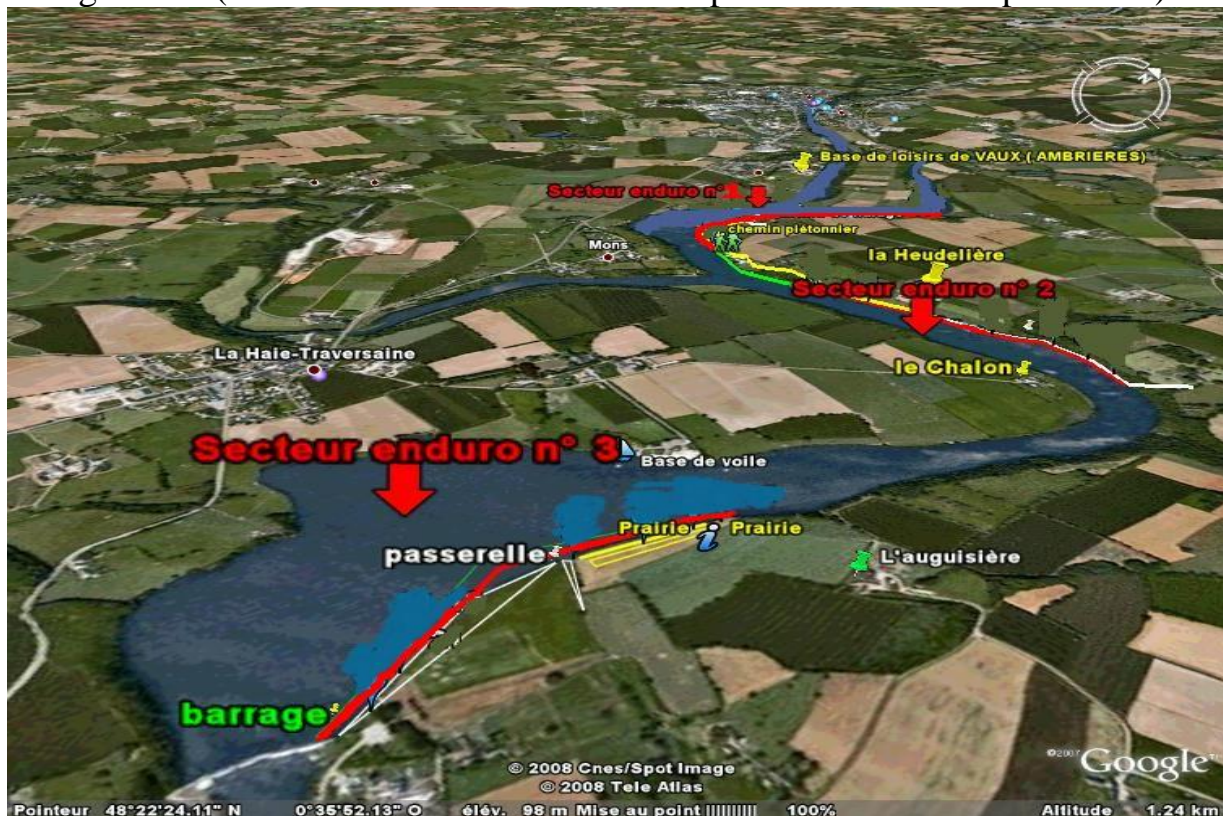 Base de loisirs de VAUX ( AMBRIERES)
Secteur enduro n°
chemin piétonnier
Mons
la Heudelière
Secteur enduro n° 2
La Haie-Traversaine
le Chalon
Secteur enduro n° 3
Base de voile
Prairie Prairie
passerelle
L'auguisière
barrage
©2007 Google
© 2008 Cnes/Spot Image
© 2008 Tele Atlas
Pointeur 48°22'24.11" N 0°35'52.13" O élév. 98 m Mise au point |||||||||| 100% Altitude 1.24 km